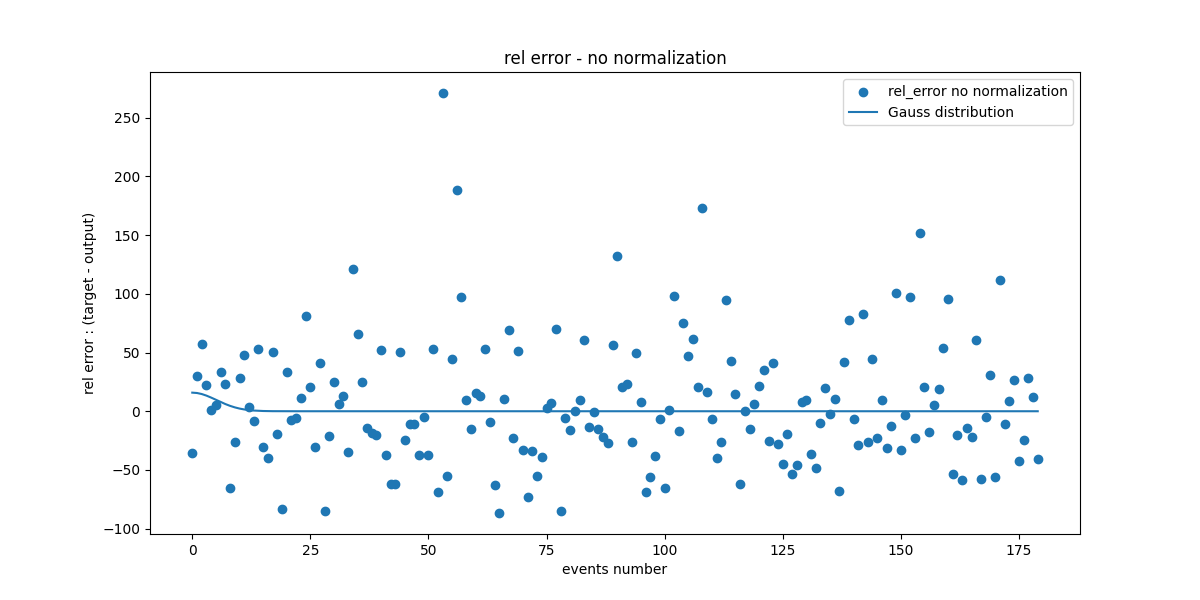 rel error - no normalization
rel_error no normalization
Gauss distribution
250
200
150
100
50
0
−50
−100
rel error : (target - output)
0 25 50 75 100 125 150 175
events number